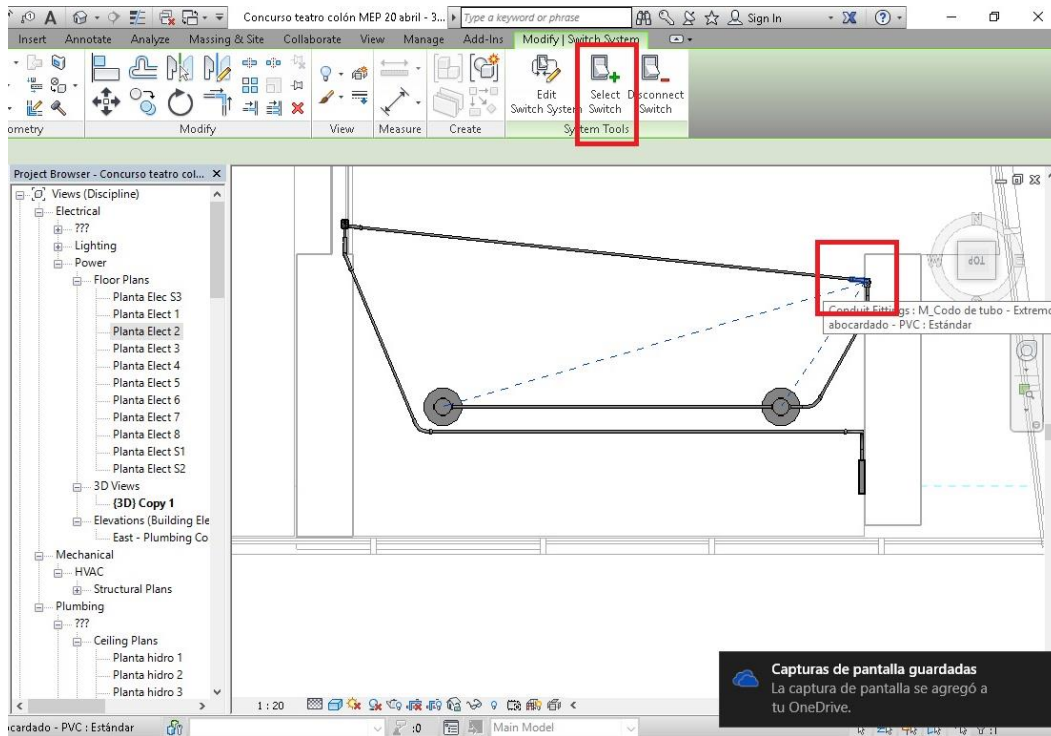 Concurso teatro colón MEP 20 abril - 3...
Type a keyword or phrase
Sign In
Insert Annotate Analyze Massing & Site Collaborate View Manage Add-Ins Modify | Switch System
Edit
Switch System
Select
Switch
Disconnect
Switch
ometry Modify View Measure Create System Tools
Project Browser - Concurso teatro col...
Views (Discipline)
Electrical
???
Lighting
Power
Floor Plans
Planta Elec S3
Planta Elect 1
Planta Elect 2
Planta Elect 3
Planta Elect 4
Planta Elect 5
Planta Elect 6
Planta Elect 7
Planta Elect 8
Planta Elect S1
Planta Elect S2
3D Views
{3D} Copy 1
Elevations (Building Ele
East - Plumbing Co
Mechanical
HVAC
Structural Plans
Plumbing
???
Ceiling Plans
Planta hidro 1
Planta hidro 2
Planta hidro 3
TOP
Conduit Fittings : M_Codo de tubo - Extremo
abocardado - PVC : Estándar
Capturas de pantalla guardadas
La captura de pantalla se agregó a
tu OneDrive.
1 : 20
ocardado - PVC : Estándar
:0
Main Model